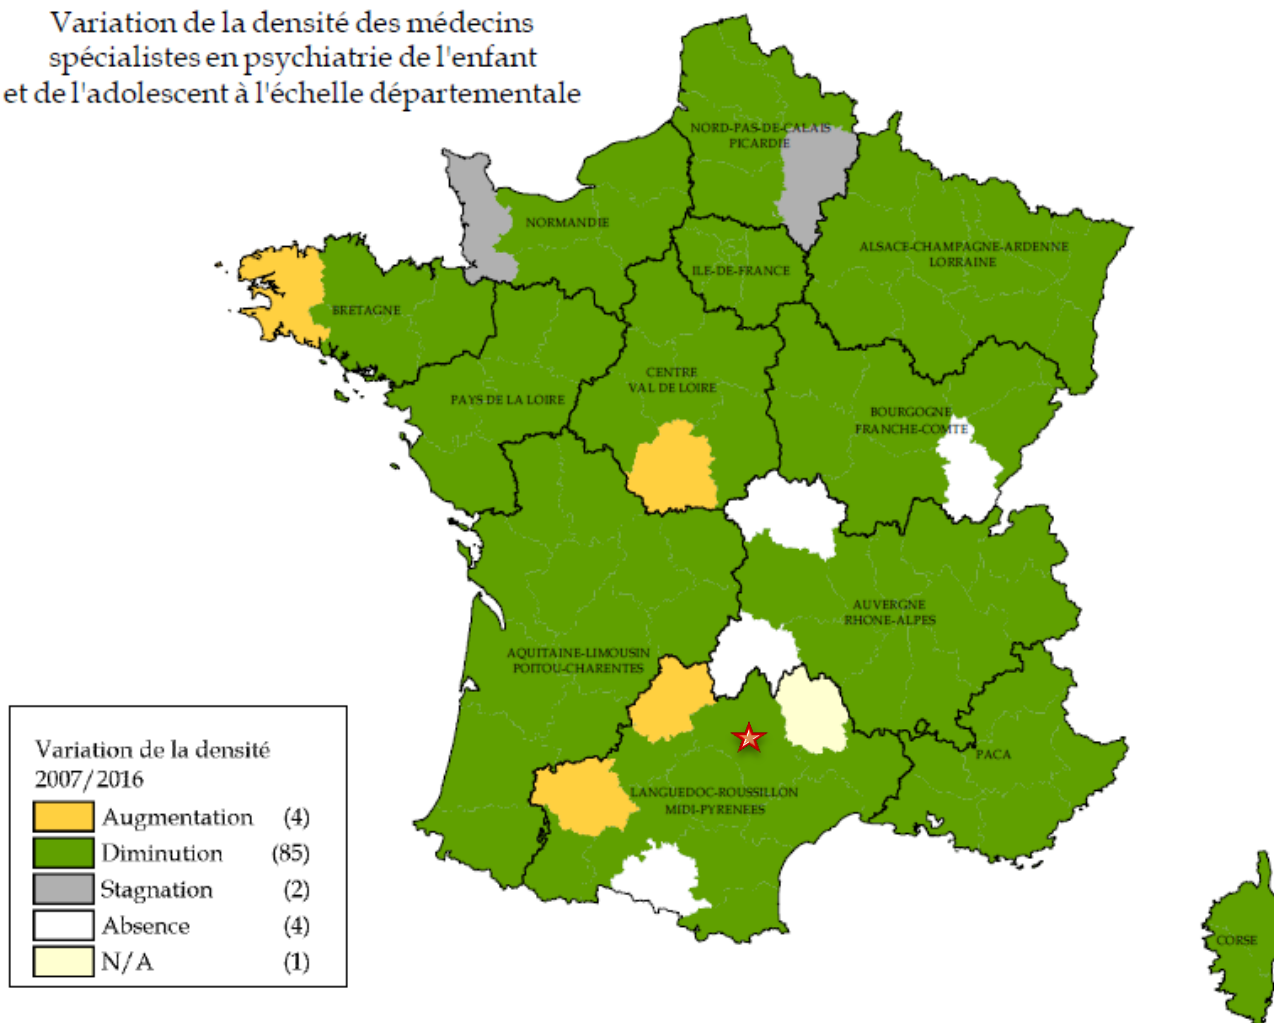 Variation de la densité des médecins
spécialistes en psychiatrie de l'enfant
et de l'adolescent à l'échelle départementale
NORD-PAS-DE-CALAIS
PICARDIE
NORMANDIE
ALSACE-CHAMPAGNE-ARDENNE
LORRAINE
ILE-DE-FRANCE
BRETAGNE
CENTRE
VAL DE LOIRE
PAYS DE LA LOIRE
BOURGOGNE
FRANCHE-COMTE
AUVERGNE
RHONE-ALPES
AQUITAINE-LIMOUSIN
POITOU-CHARENTES
PACA
LANGUEDOC-ROUSSILLON
MIDI-PYRENEES
CORSE
Variation de la densité
2007/2016
Augmentation (4)
Diminution (85)
Stagnation (2)
Absence (4)
N/A (1)